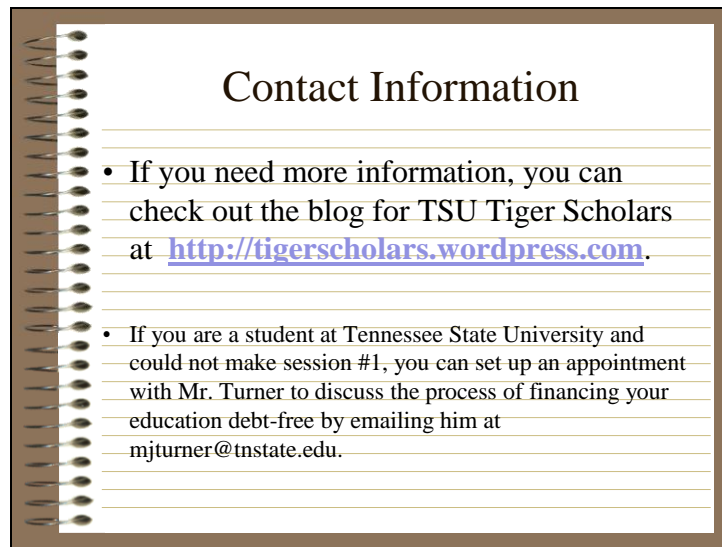 Contact Information
• If you need more information, you can
check out the blog for TSU Tiger Scholars
at http://tigerscholars.wordpress.com.
• If you are a student at Tennessee State University and
could not make session #1, you can set up an appointment
with Mr. Turner to discuss the process of financing your
education debt-free by emailing him at
mjturner@tnstate.edu.